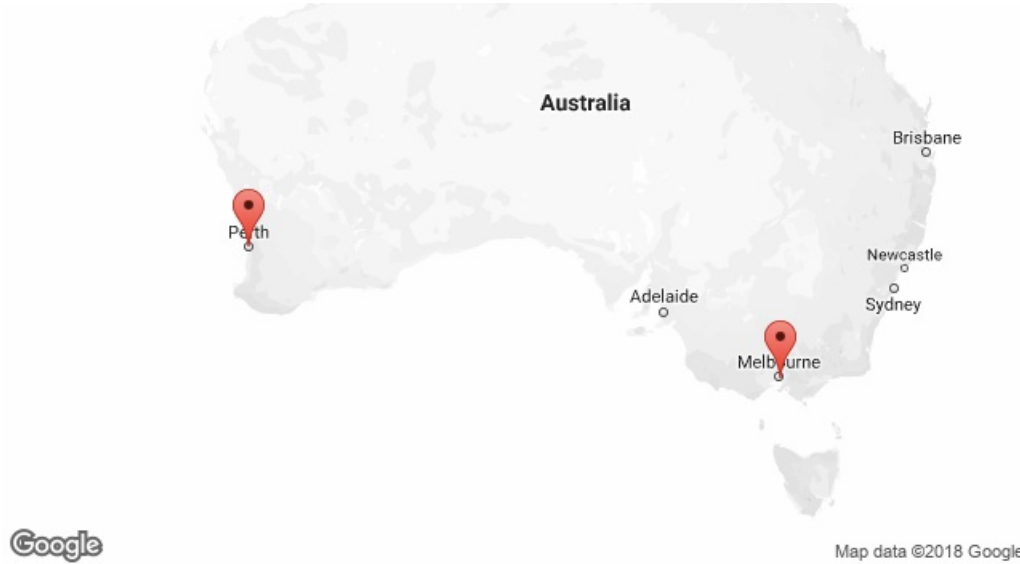 Australia
Brisbane
Perth
Newcastle
Adelaide
Sydney
Melbourne
Google
Map data ©2018 Google